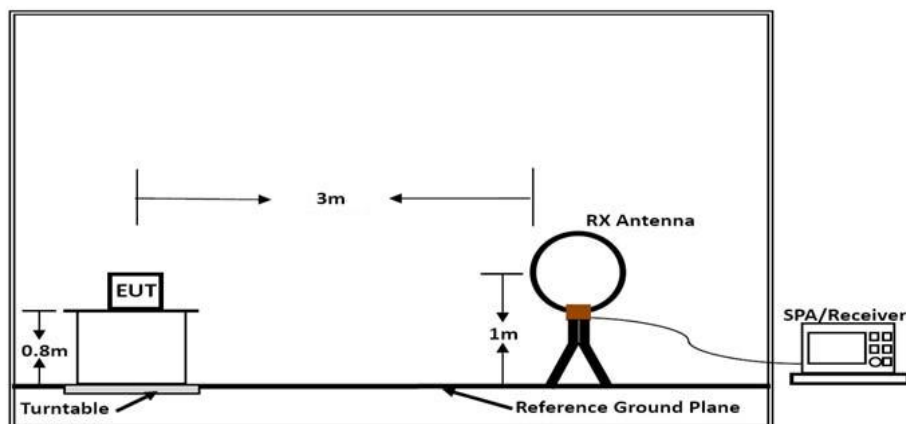 3m
RX Antenna
EUT
SPA/Receiver
0.8m
1m
Turntable
Reference Ground Plane